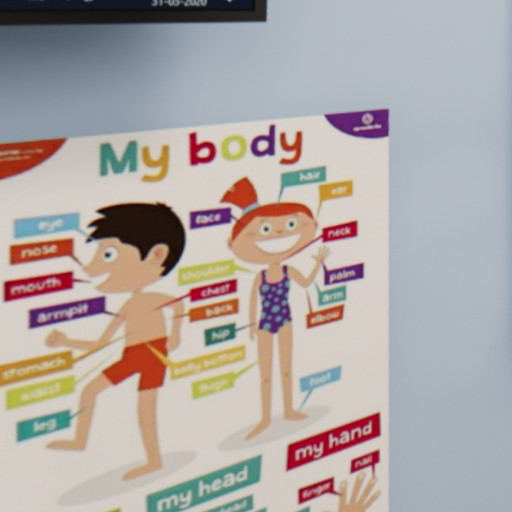 31-05-2020
My body
hair
ear
eye
face
nose
neck
mouth
shoulder
palm
chest
arm
armpit
back
elbow
hip
stomach
belly button
waist
thigh
foot
leg
my hand
my head
nail
finger